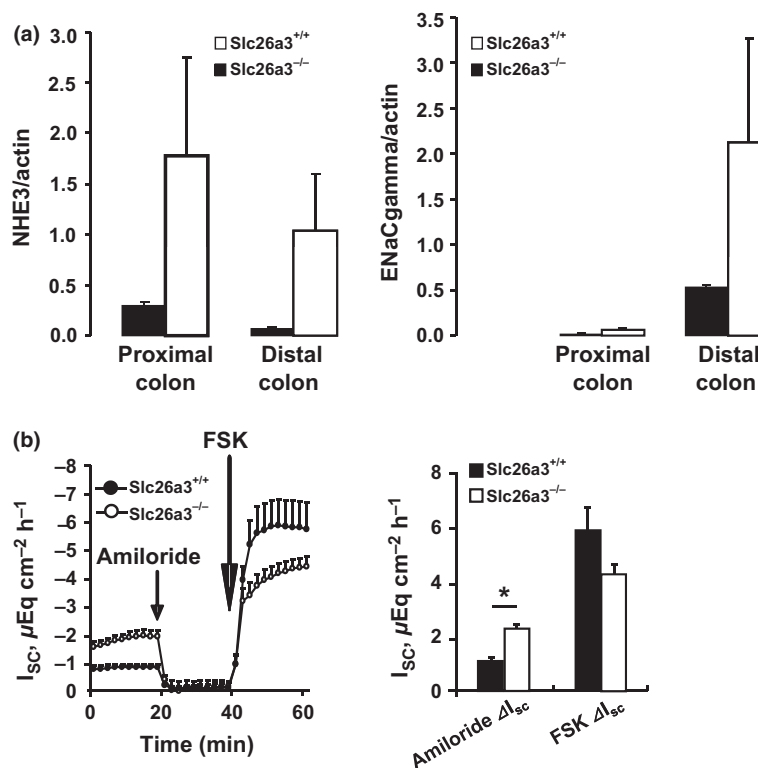 (a)
3.0
2.5
2.0
1.5
1.0
0.5
0.0
NHE3/actin
Slc26a3+/+
Slc26a3–/–
Proximal colon
Distal colon
3.5
3.0
2.5
2.0
1.5
1.0
0.5
0.0
ENaCgamma/actin
Slc26a3+/+
Slc26a3–/–
Proximal colon
Distal colon
(b)
FSK
–8
–7
–6
–5
–4
–3
–2
–1
0
ISC, µEq cm–2 h–1
Slc26a3+/+
Slc26a3–/–
Amiloride
0
20
40
60
Time (min)
8
6
4
2
0
ISC, µEq cm–2 h–1
Slc26a3+/+
Slc26a3–/–
*
Amiloride ΔIsc
FSK ΔIsc